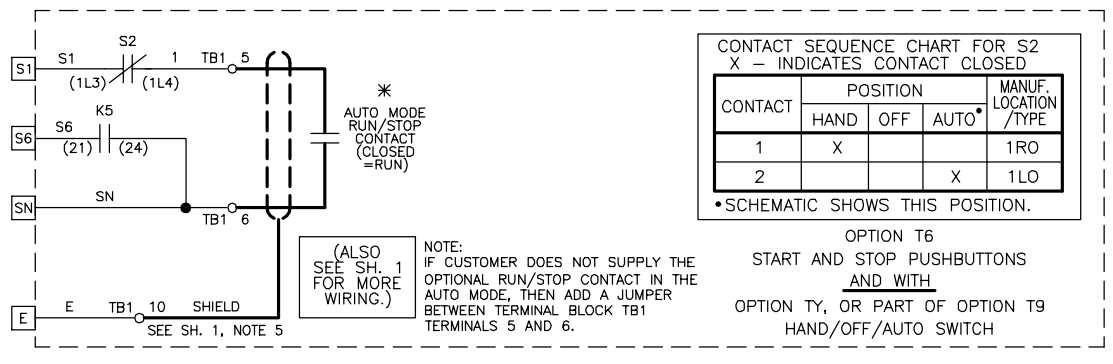 S1
S1
S2
1
TB1 5
(1L3)
(1L4)
K5
S6
S6
(21)
(24)
SN
SN
TB1 6
E
E
TB1 10 SHIELD
SEE SH. 1, NOTE 5
*
AUTO MODE
RUN/STOP
CONTACT
(CLOSED
=RUN)
(ALSO
SEE SH. 1
FOR MORE
WIRING.)
NOTE:
IF CUSTOMER DOES NOT SUPPLY THE
OPTIONAL RUN/STOP CONTACT IN THE
AUTO MODE, THEN ADD A JUMPER
BETWEEN TERMINAL BLOCK TB1
TERMINALS 5 AND 6.
CONTACT SEQUENCE CHART FOR S2
X – INDICATES CONTACT CLOSED
CONTACT
POSITION
MANUF.
LOCATION
/TYPE
HAND OFF AUTO•
1 X 1RO
2 X 1LO
•SCHEMATIC SHOWS THIS POSITION.
OPTION T6
START AND STOP PUSHBUTTONS
AND WITH
OPTION TY, OR PART OF OPTION T9
HAND/OFF/AUTO SWITCH